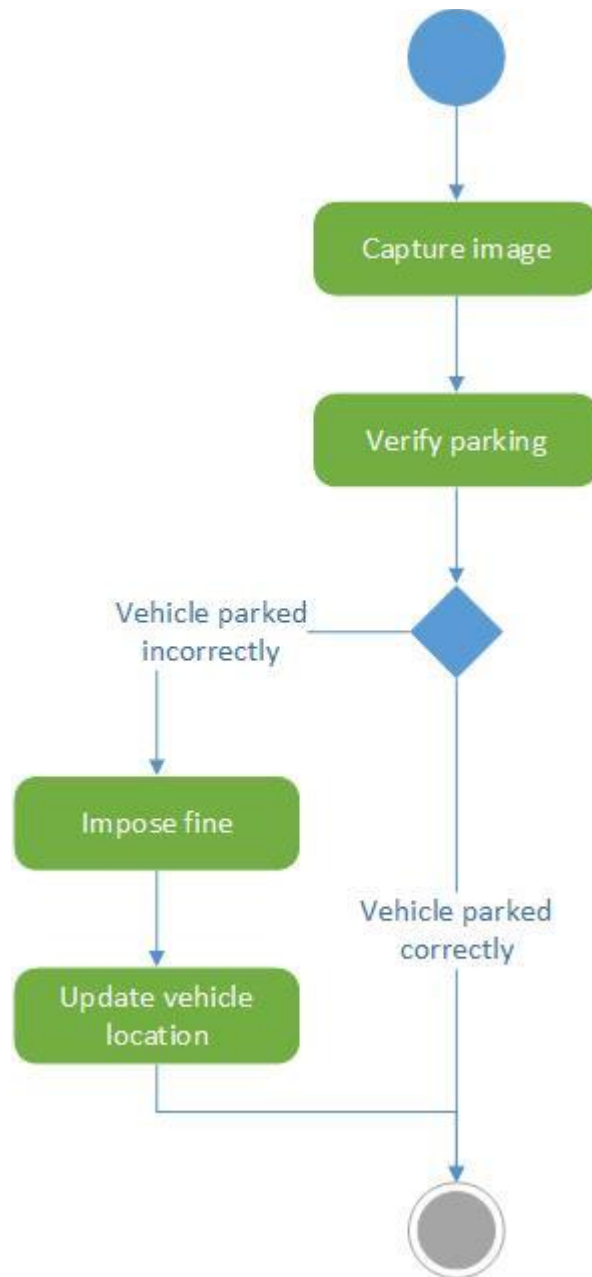 Capture image
Verify parking
Vehicle parked
incorrectly
Impose fine
Vehicle parked
correctly
Update vehicle
location